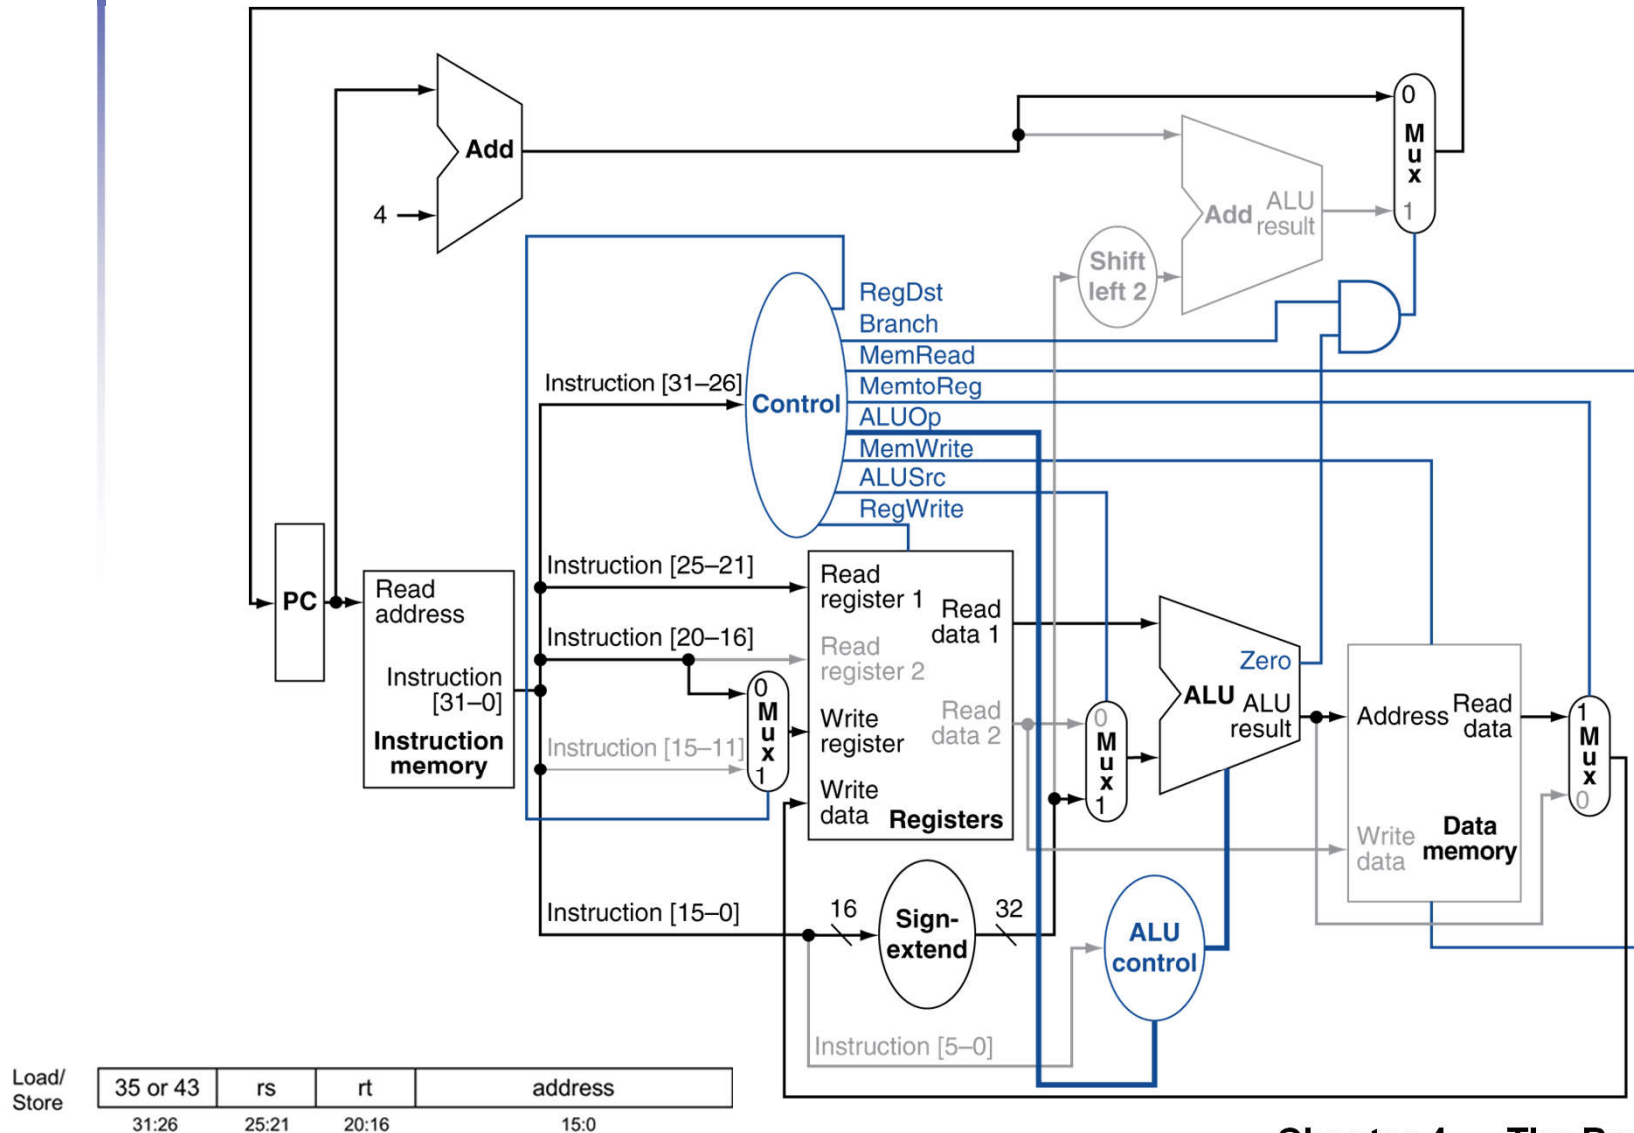 0
Mux
1
Add
ALU
result
Add
4
Shift
left 2
RegDst
Branch
MemRead
MemtoReg
ALUOp
MemWrite
ALUSrc
RegWrite
Instruction [31–26]
Control
PC
Read
address
Instruction
[31–0]
Instruction
memory
Instruction [25–21]
Instruction [20–16]
Instruction [15–11]
0
Mux
1
Read
register 1
Read
register 2
Write
register
Write
data
Read
data 1
Read
data 2
Registers
0
Mux
1
Zero
ALU
ALU
result
Address
Read
data
Write
data
Data
memory
1
Mux
0
Instruction [15–0]
16
Sign-
extend
32
ALU
control
Instruction [5–0]
Load/
Store
35 or 43 rs rt address
31:26 25:21 20:16 15:0